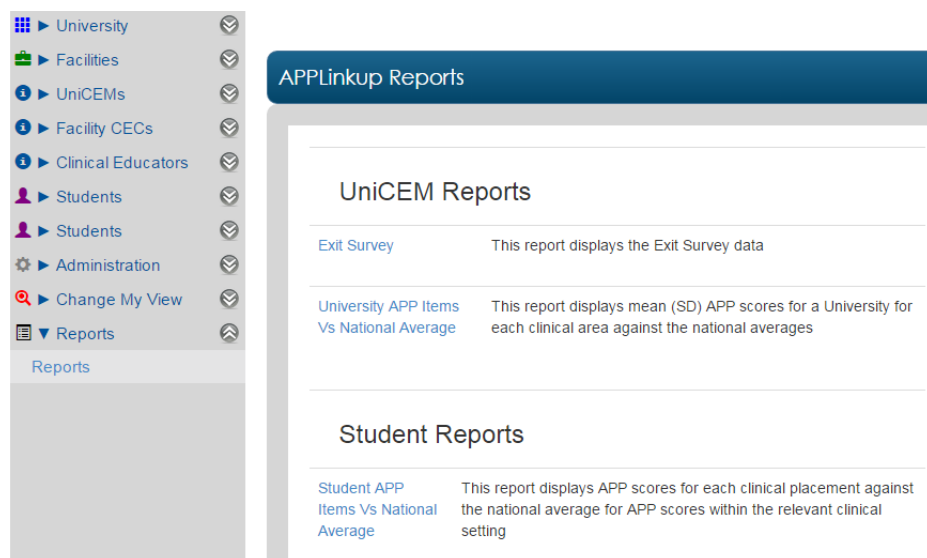 University
Facilities
UniCEMs
Facility CECs
Clinical Educators
Students
Students
Administration
Change My View
Reports
Reports
APPLinkup Reports
UniCEM Reports
Exit Survey
This report displays the Exit Survey data
University APP Items
Vs National Average
This report displays mean (SD) APP scores for a University for
each clinical area against the national averages
Student Reports
Student APP
Items Vs National
Average
This report displays APP scores for each clinical placement against
the national average for APP scores within the relevant clinical
setting